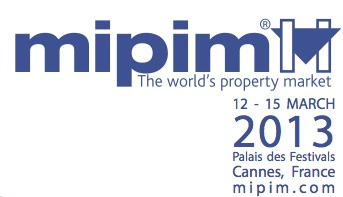 mipim®
The world's property market
12 - 15 MARCH
2013
Palais des Festivals
Cannes, France
mipim.com